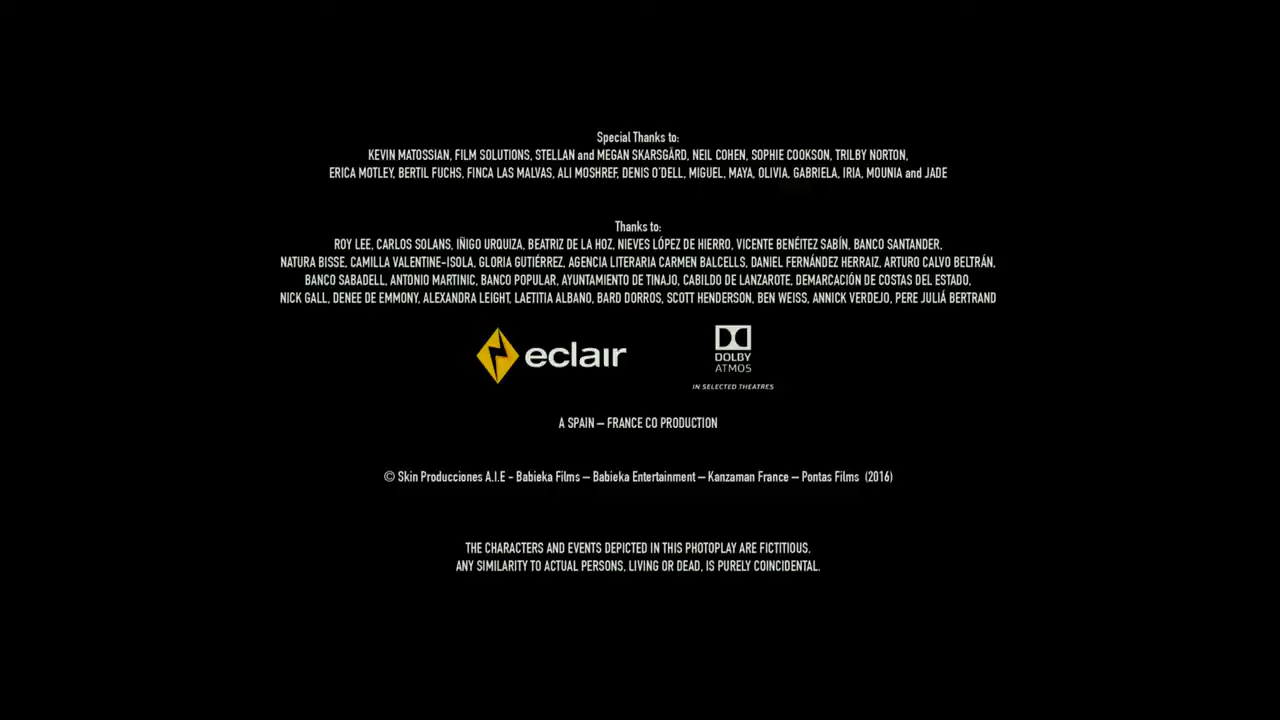 Special Thanks to:
KEVIN MATOSSIAN, FILM SOLUTIONS, STELLAN and MEGAN SKARSGÅRD, NEIL COHEN, SOPHIE COOKSON, TRILBY NORTON,
ERICA MOTLEY, BERTIL FUCHS, FINCA LAS MALVAS, ALI MOSHREF, DENIS O'DELL, MIGUEL, MAYA, OLIVIA, GABRIELA, IRIA, MOUNIA and JADE
Thanks to:
ROY LEE, CARLOS SOLANS, IÑIGO URQUIZA, BEATRIZ DE LA HOZ, NIEVES LÓPEZ DE HIERRO, VICENTE BENÉITEZ SABÍN, BANCO SANTANDER,
NATURA BISSE, CAMILLA VALENTINE-ISOLA, GLORIA GUTIÉRREZ, AGENCIA LITERARIA CARMEN BALCELLS, DANIEL FERNÁNDEZ HERRAIZ, ARTURO CALVO BELTRÁN,
BANCO SABADELL, ANTONIO MARTINIC, BANCO POPULAR, AYUNTAMIENTO DE TINAJO, CABILDO DE LANZAROTE, DEMARCACIÓN DE COSTAS DEL ESTADO,
NICK GALL, DENEE DE EMMONY, ALEXANDRA LEIGHT, LAETITIA ALBANO, BARD DORROS, SCOTT HENDERSON, BEN WEISS, ANNICK VERDEJO, PERE JULIÁ BERTRAND
eclair
DOLBY
ATMOS
IN SELECTED THEATRES
A SPAIN – FRANCE CO PRODUCTION
© Skin Producciones A.I.E - Babieka Films – Babieka Entertainment – Kanzaman France – Pontas Films (2016)
THE CHARACTERS AND EVENTS DEPICTED IN THIS PHOTOPLAY ARE FICTITIOUS.
ANY SIMILARITY TO ACTUAL PERSONS, LIVING OR DEAD, IS PURELY COINCIDENTAL.